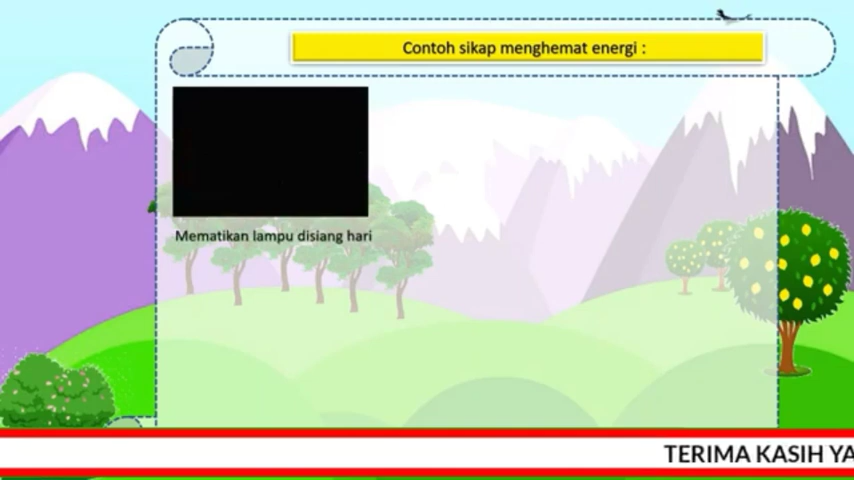 Contoh sikap menghemat energi :
Mematikan lampu disiang hari
TERIMA KASIH YA